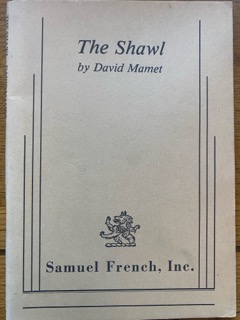 The Shawl
by David Mamet
Samuel French, Inc.